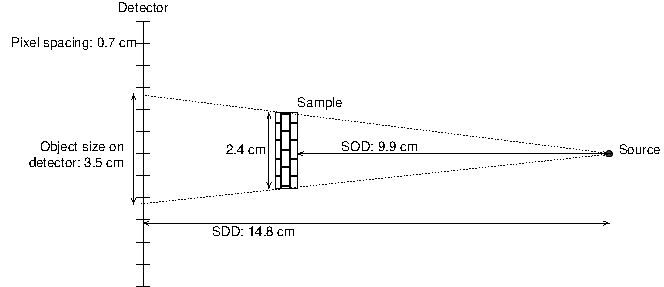 Detector
Pixel spacing: 0.7 cm
Sample
Object size on
detector: 3.5 cm
2.4 cm
SOD: 9.9 cm
Source
SDD: 14.8 cm